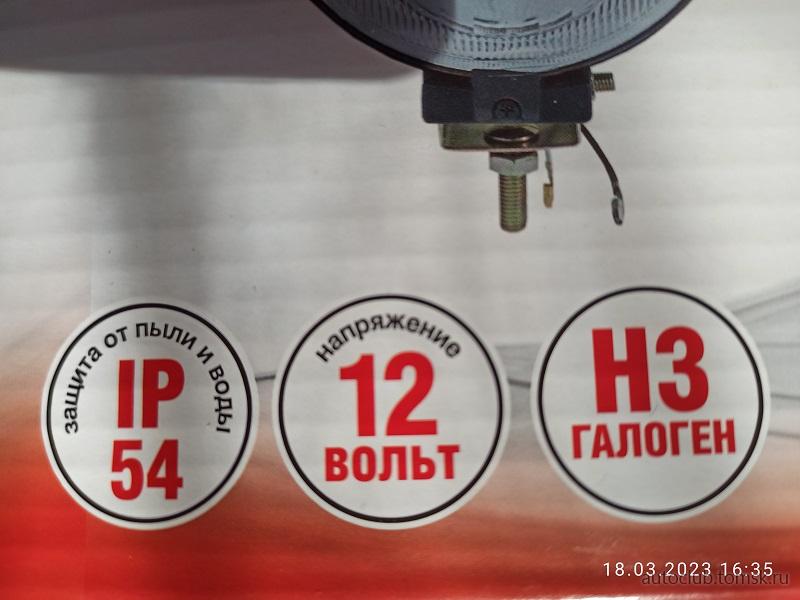 защита от пыли и воды
IP
54
напряжение
12
ВОЛЬТ
H3
ГАЛОГЕН
18.03.2023 16:35
autoclub.tomsk.ru